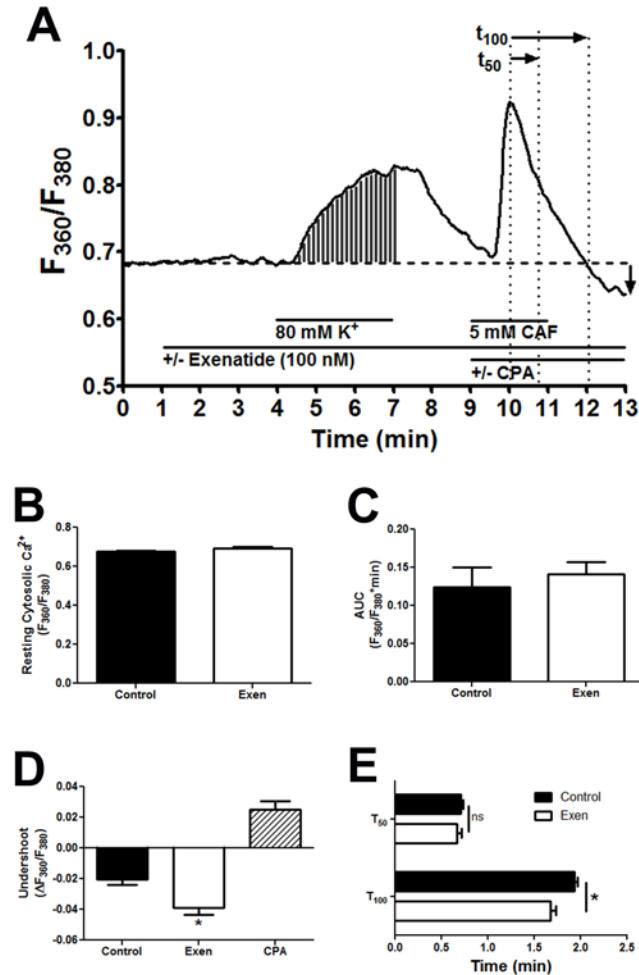 A
t100
t50
F360/F380
1.0
0.9
0.8
0.7
0.6
0.5
80 mM K+
5 mM CAF
+/- Exenatide (100 nM)
+/- CPA
0 1 2 3 4 5 6 7 8 9 10 11 12 13
Time (min)
B
Resting Cytosolic Ca2+
(F360/F380)
0.8
0.6
0.4
0.2
0.0
Control Exen
C
AUC
(F360/F380*min)
0.20
0.15
0.10
0.05
0.00
Control Exen
D
Undershoot
(ΔF360/F380)
0.04
0.02
0.00
-0.02
-0.04
-0.06
*
Control Exen CPA
E
Control
Exen
T50
ns
T100
*
0.0 0.5 1.0 1.5 2.0 2.5
Time (min)